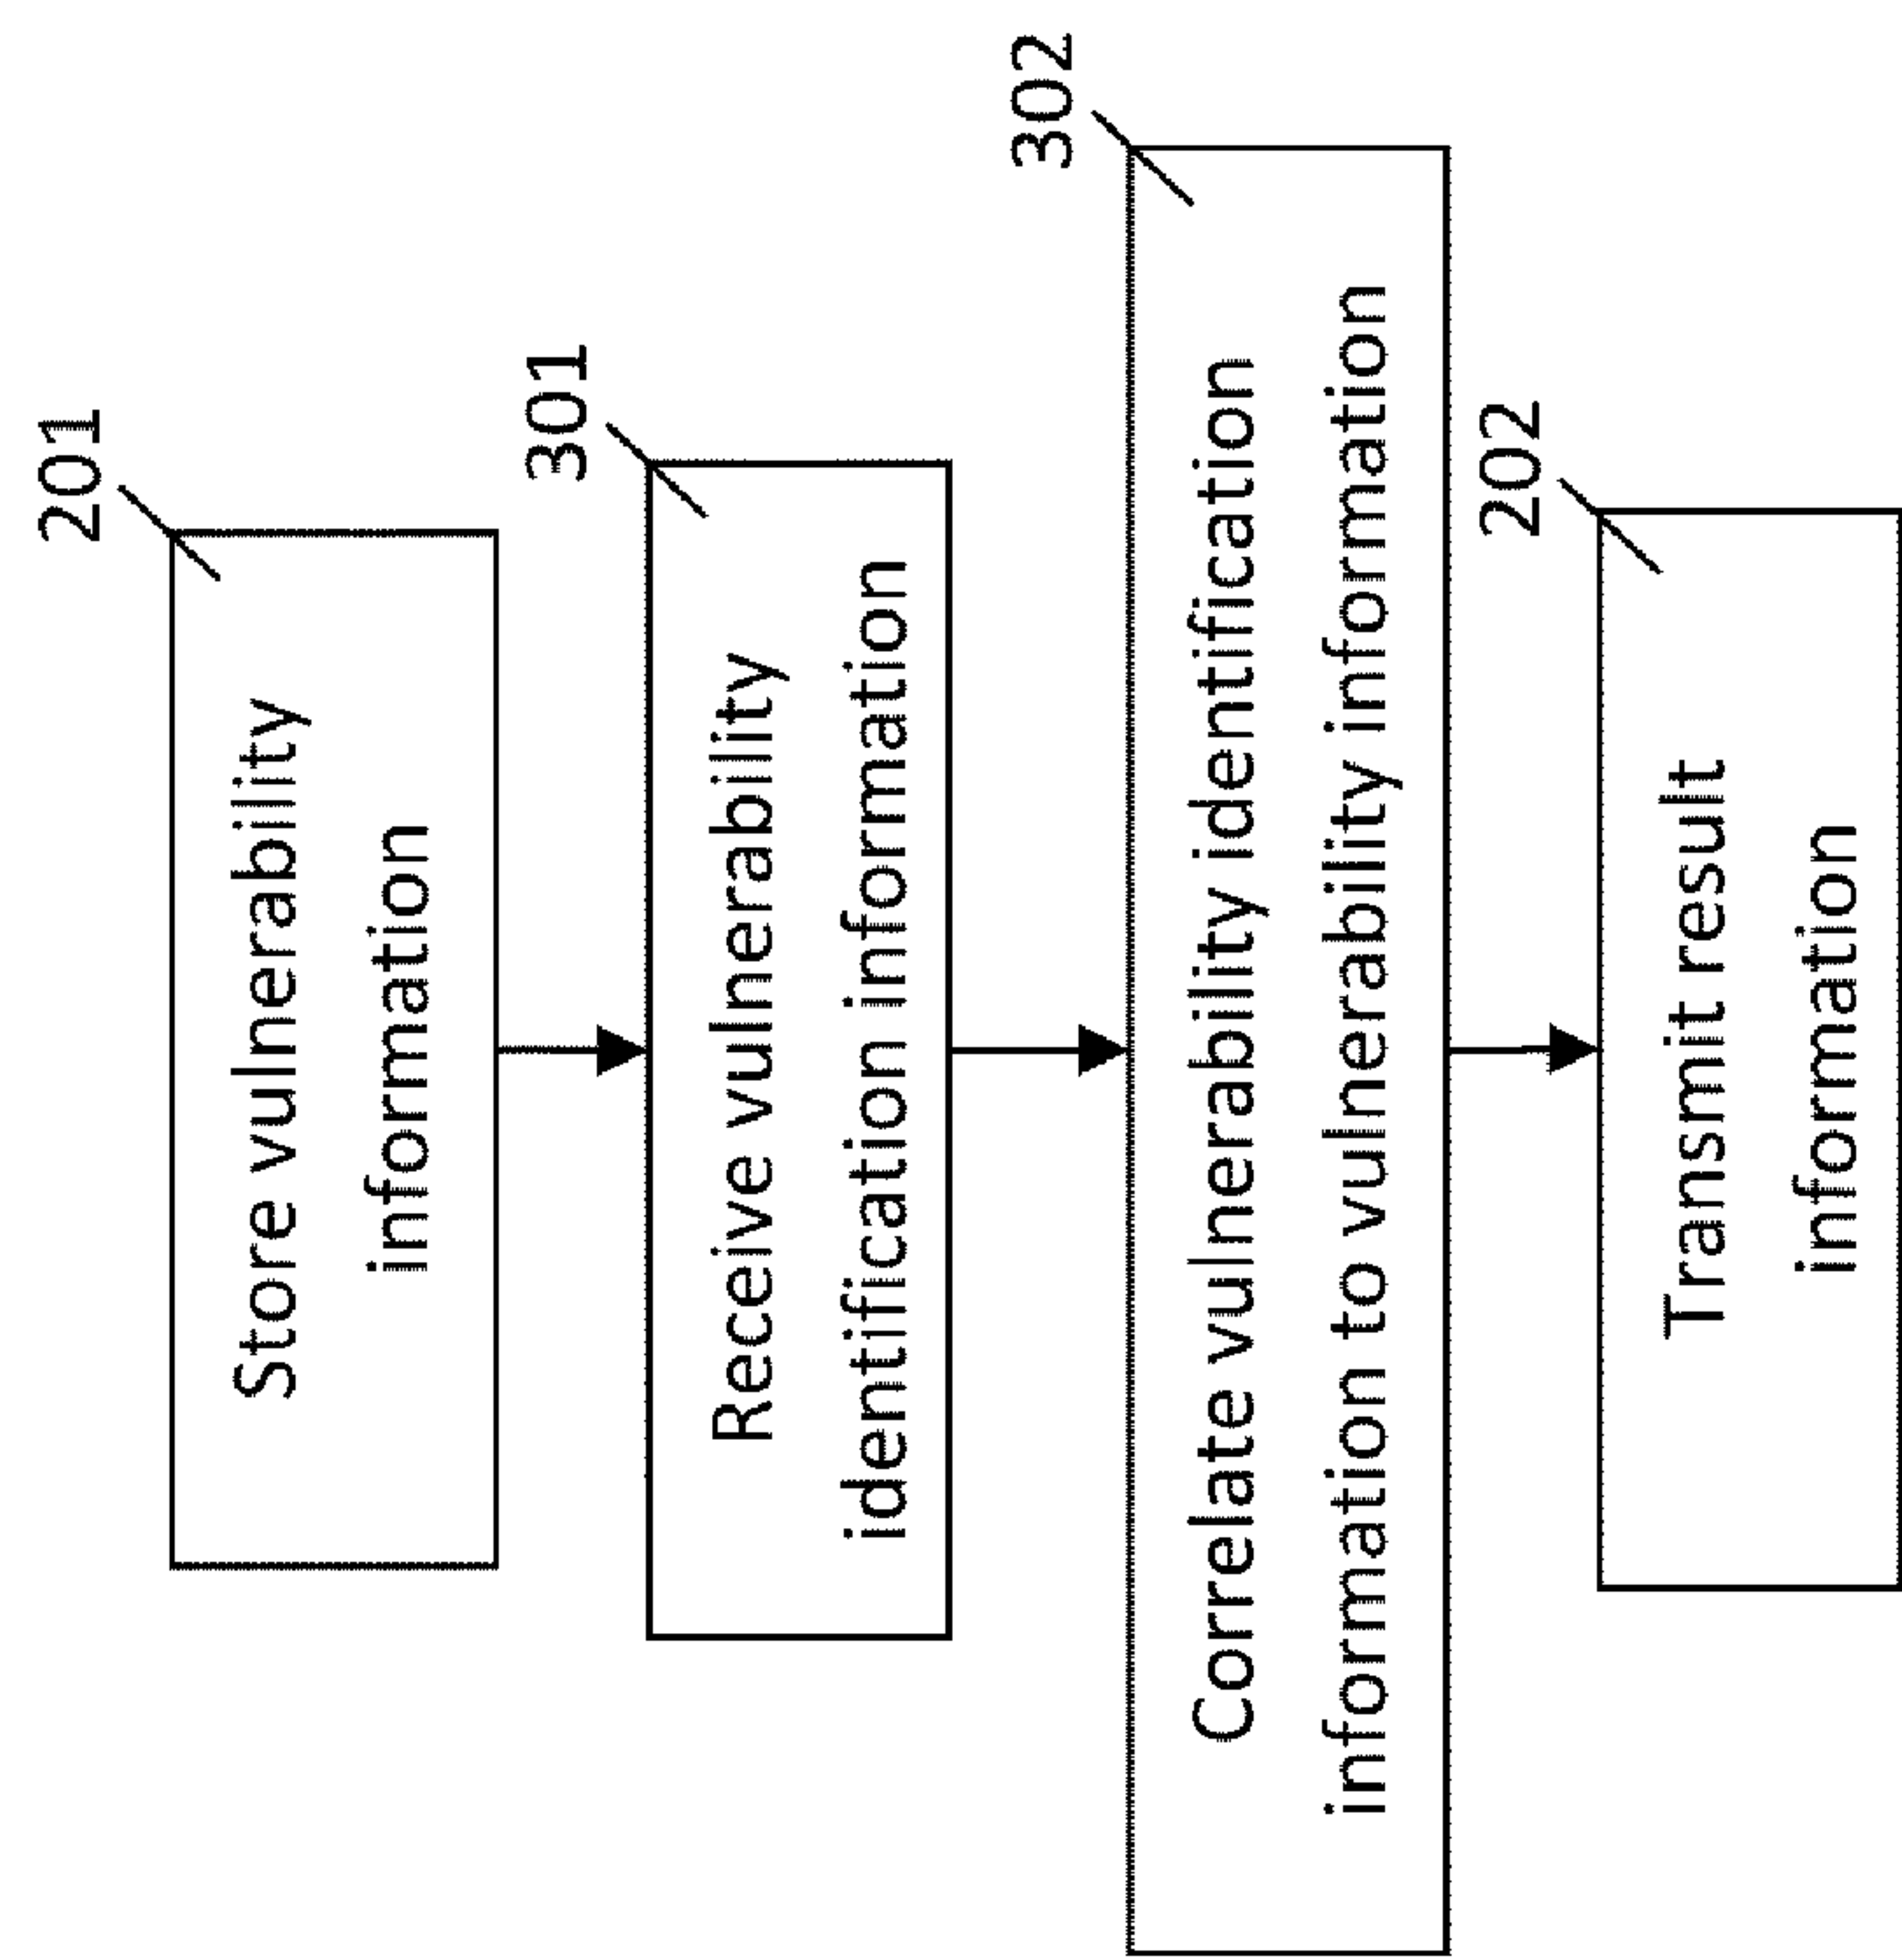 201
Store vulnerability
information
301
Receive vulnerability
identification information
302
Correlate vulnerability identification
information to vulnerability information
202
Transmit result
information